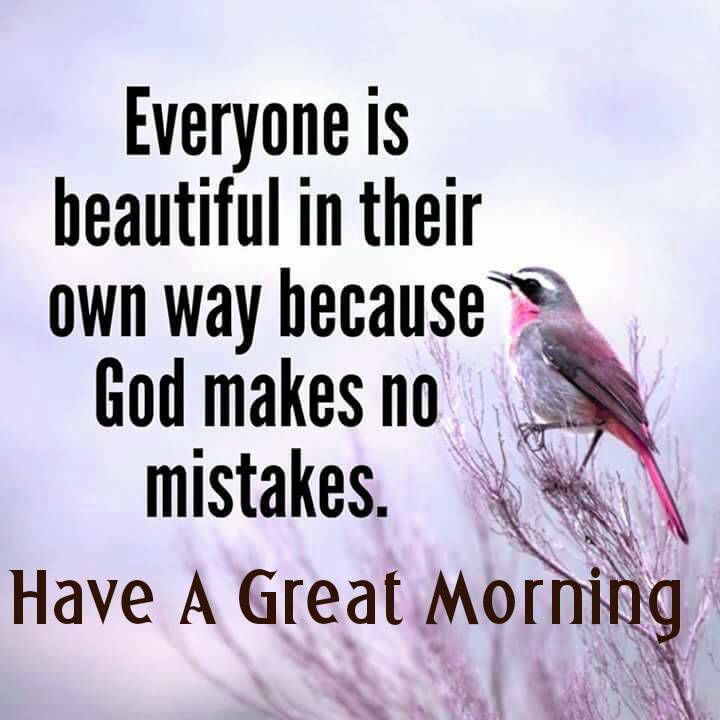 Everyone is
beautiful in their
own way because
God makes no
mistakes.
Have A Great Morning